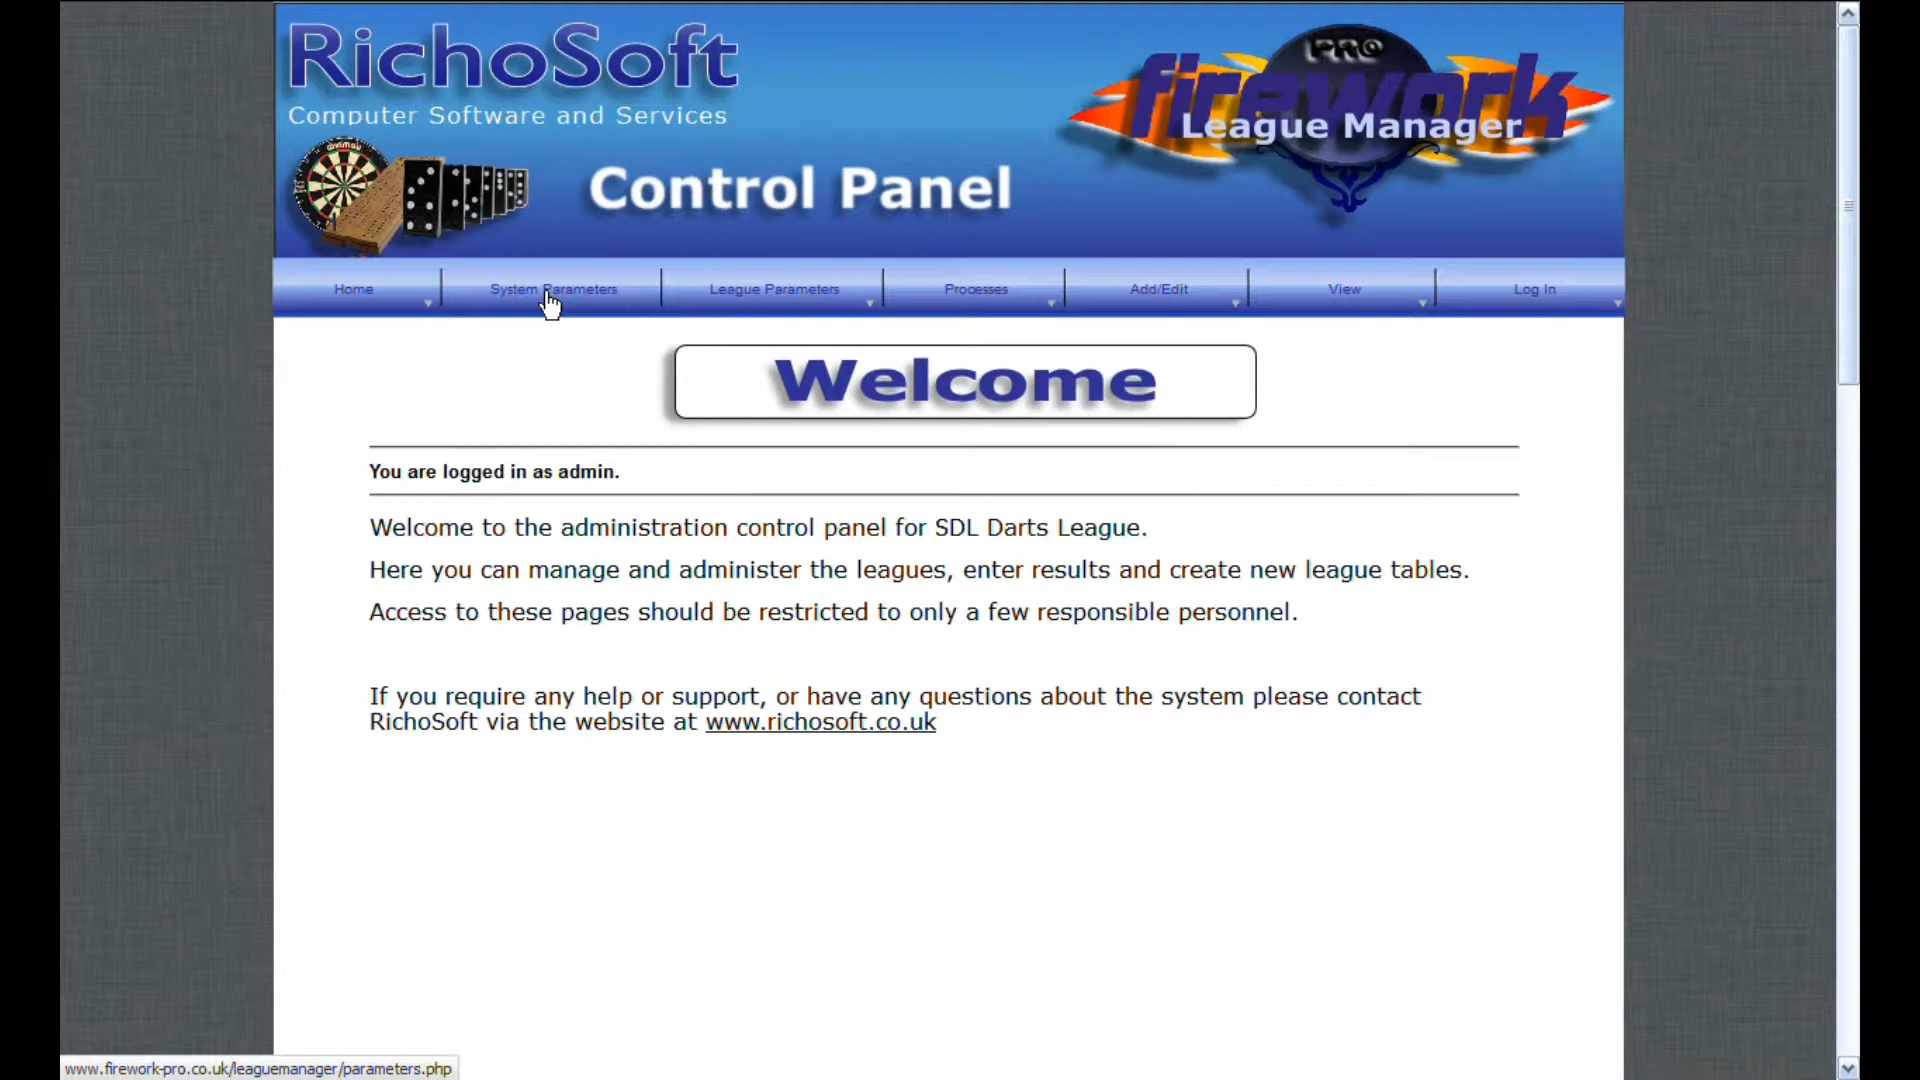 RichoSoft
Computer Software and Services
PRO
firework
League Manager
winmau
Control Panel
Home
System Parameters
League Parameters
Processes
Add/Edit
View
Log In
Welcome
You are logged in as admin.
Welcome to the administration control panel for SDL Darts League.
Here you can manage and administer the leagues, enter results and create new league tables.
Access to these pages should be restricted to only a few responsible personnel.
If you require any help or support, or have any questions about the system please contact
RichoSoft via the website at www.richosoft.co.uk
www.firework-pro.co.uk/leaguemanager/parameters.php